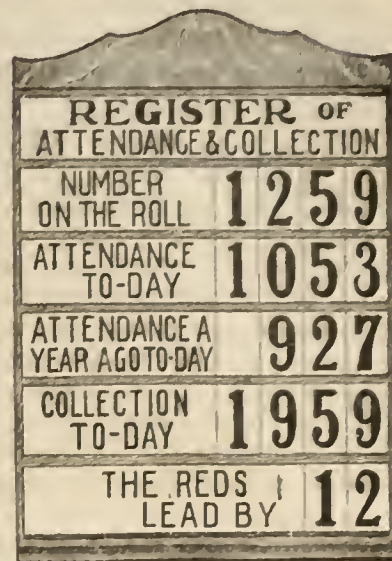 REGISTER OF
ATTENDANCE & COLLECTION
NUMBER
ON THE ROLL 1259
ATTENDANCE
TO-DAY 1053
ATTENDANCE A
YEAR AGO TO-DAY 927
COLLECTION
TO-DAY 1959
THE REDS
LEAD BY 12